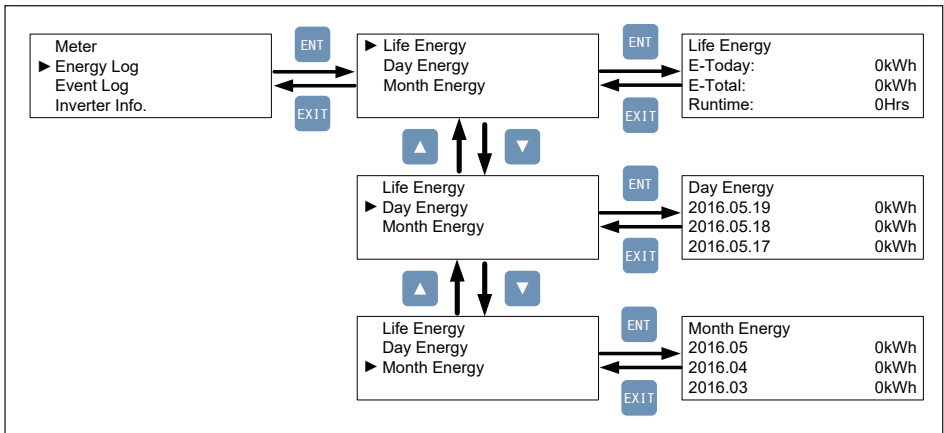 Meter
► Energy Log
Event Log
Inverter Info.
ENT
EXIT
► Life Energy
Day Energy
Month Energy
ENT
EXIT
Life Energy
E-Today: 0kWh
E-Total: 0kWh
Runtime: 0Hrs
▲ ▼
Life Energy
► Day Energy
Month Energy
ENT
EXIT
Day Energy
2016.05.19 0kWh
2016.05.18 0kWh
2016.05.17 0kWh
▲ ▼
Life Energy
Day Energy
► Month Energy
ENT
EXIT
Month Energy
2016.05 0kWh
2016.04 0kWh
2016.03 0kWh